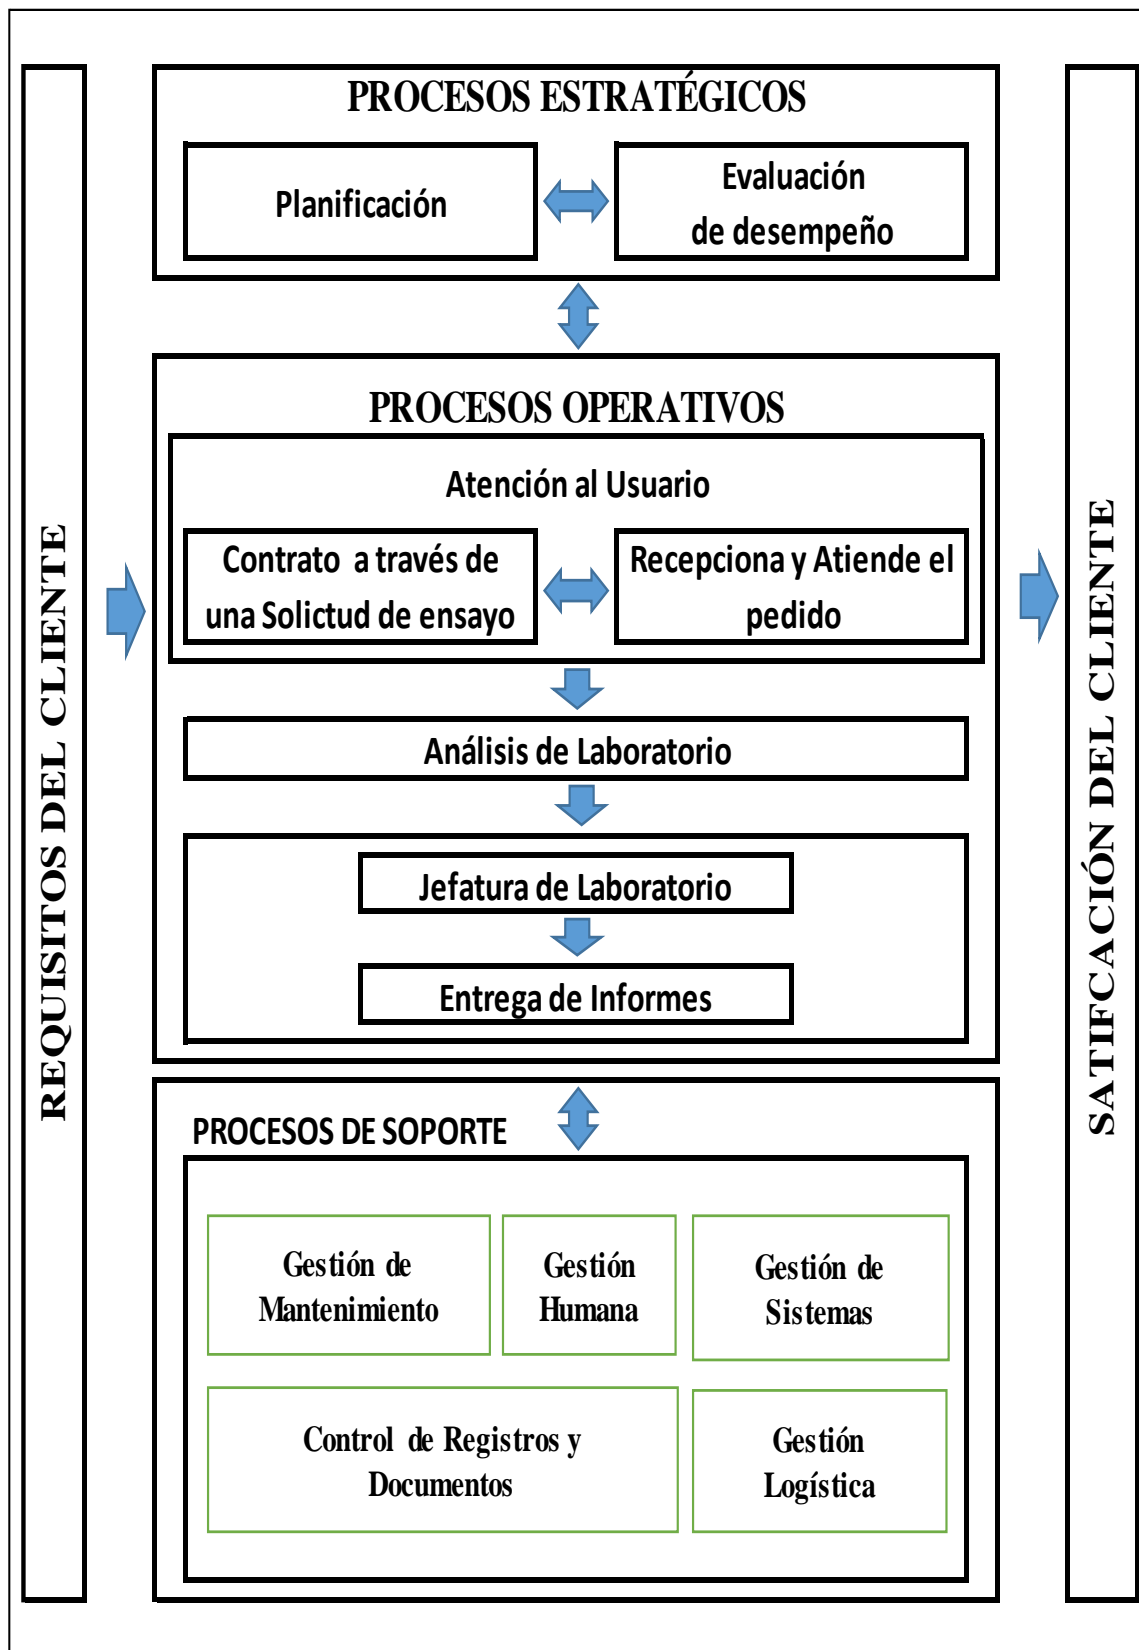 REQUISITOS DEL CLIENTE
PROCESOS ESTRATÉGICOS
Planificación
Evaluación
de desempeño
PROCESOS OPERATIVOS
Atención al Usuario
Contrato a través de
una Solictud de ensayo
Recepciona y Atiende el
pedido
Análisis de Laboratorio
Jefatura de Laboratorio
Entrega de Informes
PROCESOS DE SOPORTE
Gestión de
Mantenimiento
Gestión
Humana
Gestión de
Sistemas
Control de Registros y
Documentos
Gestión
Logística
SATIFCACIÓN DEL CLIENTE